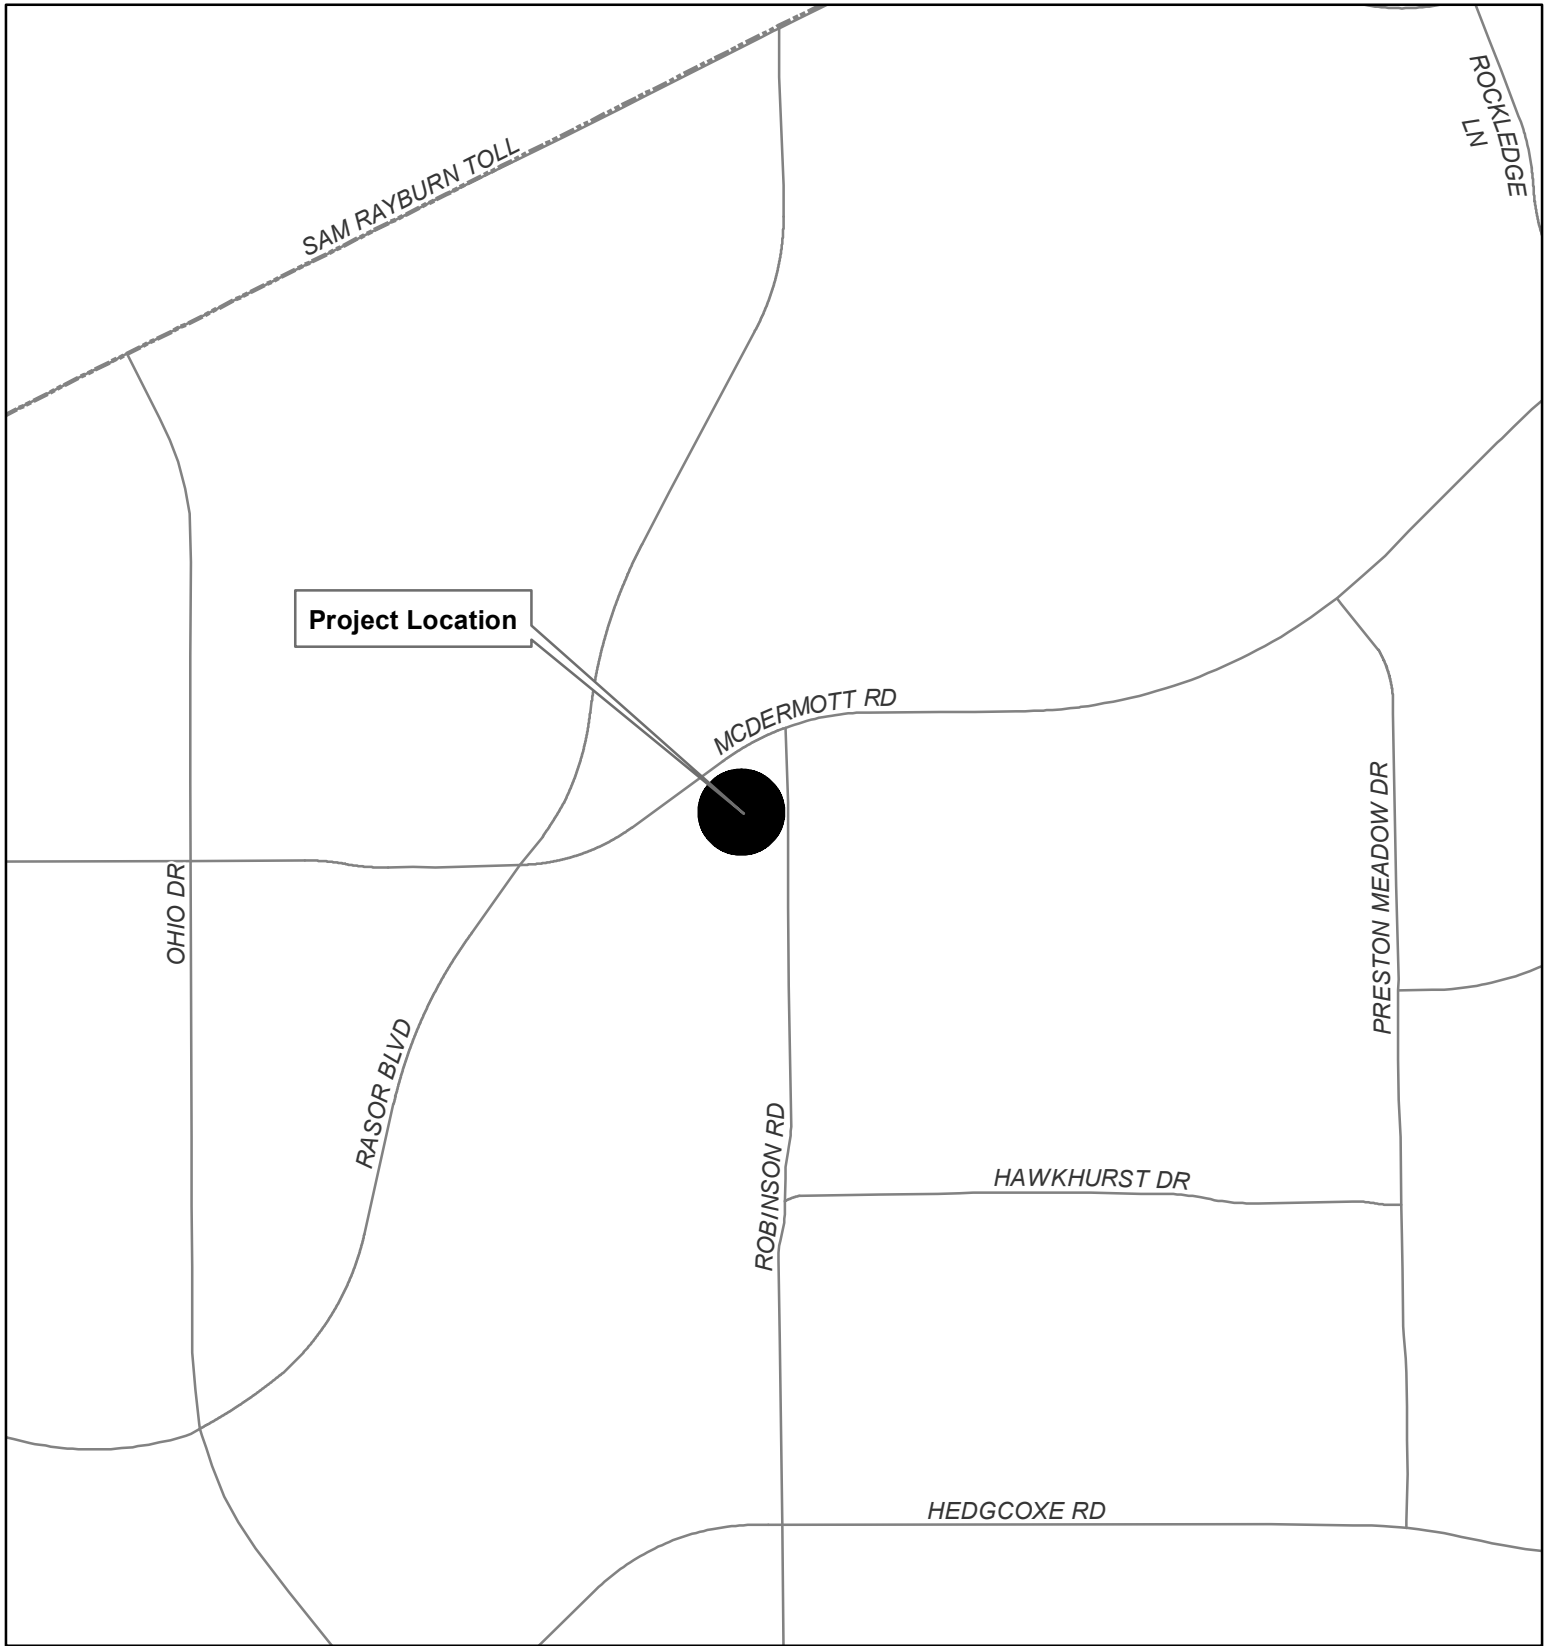 ROCKLEDGE
LN
SAM RAYBURN TOLL
Project Location
MCDERMOTT RD
PRESTON MEADOW DR
OHIO DR
RASOR BLVD
ROBINSON RD
HAWKHURST DR
HEDGCOXE RD